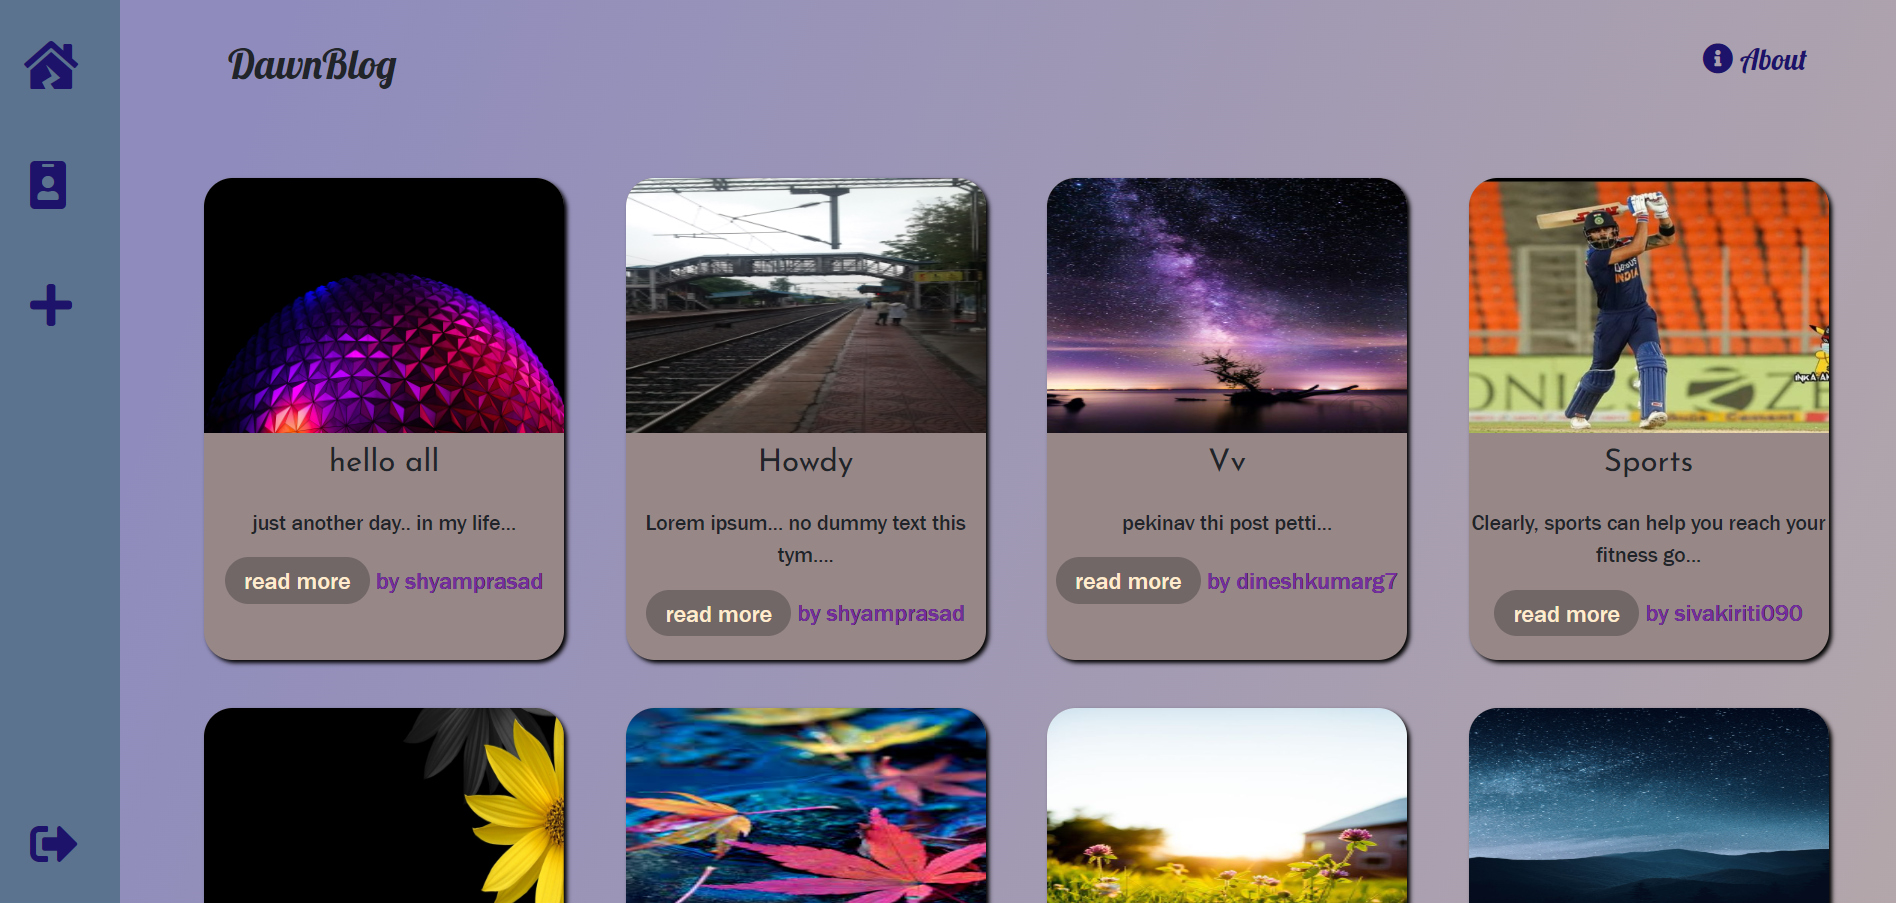 DawnBlog
About
hello all
just another day.. in my life...
read more by shyamprasad
Howdy
Lorem ipsum... no dummy text this
tym....
read more by shyamprasad
Vv
pekinav thi post petti...
read more by dineshkumarg7
Sports
INDIA
Cement
Clearly, sports can help you reach your
fitness go...
read more by sivakiriti090